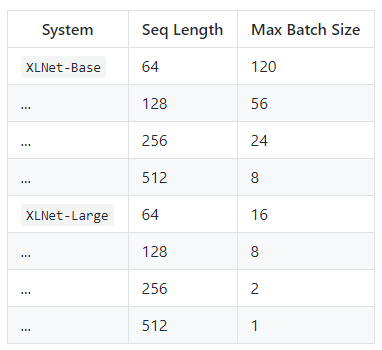 System Seq Length Max Batch Size
XLNet-Base 64 120
... 128 56
... 256 24
... 512 8
XLNet-Large 64 16
... 128 8
... 256 2
... 512 1